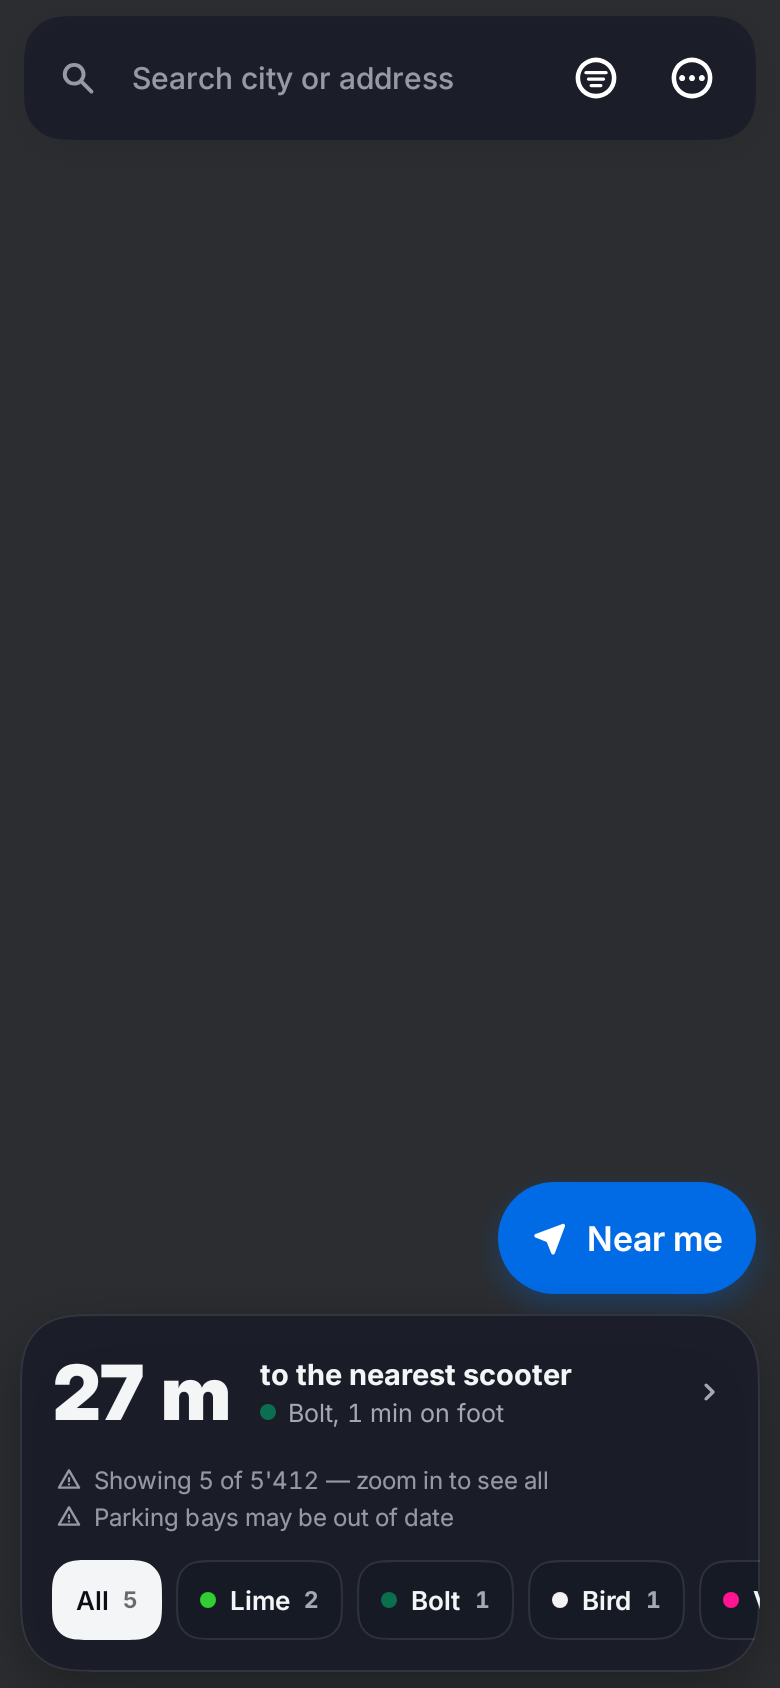 Search city or address
Near me
27 m
to the nearest scooter
Bolt, 1 min on foot
Showing 5 of 5'412 — zoom in to see all
Parking bays may be out of date
All 5
Lime 2
Bolt 1
Bird 1